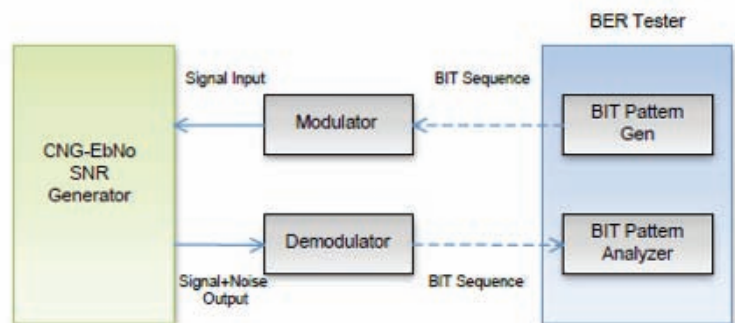 BER Tester
Signal Input
BIT Sequence
Modulator
BIT Pattern
Gen
CNG-EbNo
SNR
Generator
Demodulator
BIT Pattern
Analyzer
Signal+Noise
Output
BIT Sequence